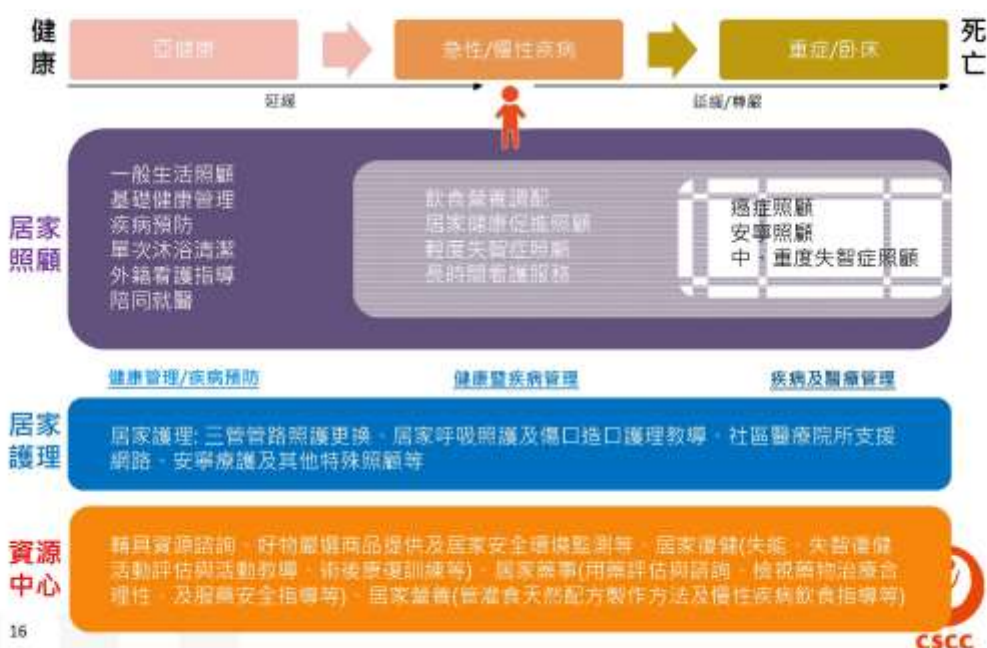 健康
亞健康
急性/慢性疾病
重症/卧床
死亡
延緩
延緩/尊嚴
居家照顧
一般生活照顧
基礎健康管理
疾病預防
單次沐浴清潔
外籍看護指導
陪同就醫
飲食營養調配
居家健康促進照顧
輕度失智症照顧
長時間看護服務
癌症照顧
安寧照顧
中、重度失智症照顧
健康管理/疾病預防
健康暨疾病管理
疾病及醫療管理
居家護理
居家護理: 三管管路照護更換、居家呼吸照護及傷口造口護理教導、社區醫療院所支援
網路、安寧療護及其他特殊照顧等
資源中心
輔具資源諮詢、好物嚴選商品提供及居家安全環境監測等、居家復健(失能、失智復健
活動評估與活動教導、術後康復訓練等)、居家藥事(用藥評估與諮詢、檢視藥物治療合
理性、及服藥安全指導等)、居家營養(管灌食天然配方製作方法及慢性疾病飲食指導等)
16
CSCC